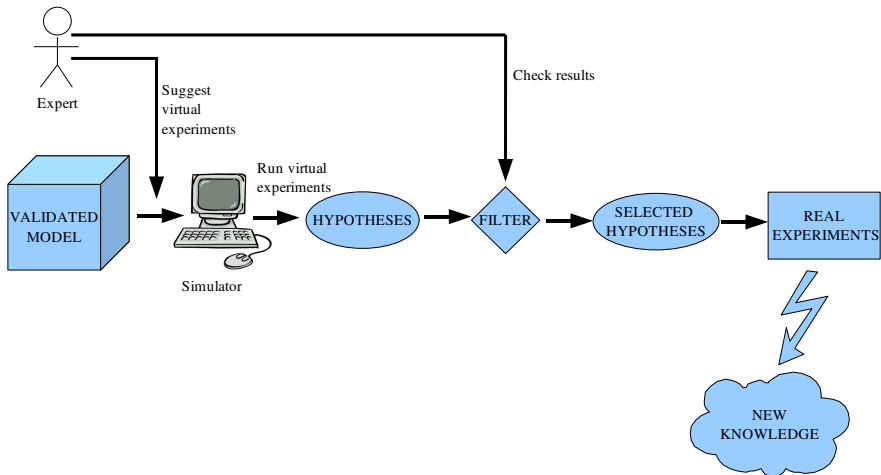 Expert
Suggest
virtual
experiments
Check results
VALIDATED
MODEL
Simulator
Run virtual
experiments
HYPOTHESES
FILTER
SELECTED
HYPOTHESES
REAL
EXPERIMENTS
NEW
KNOWLEDGE